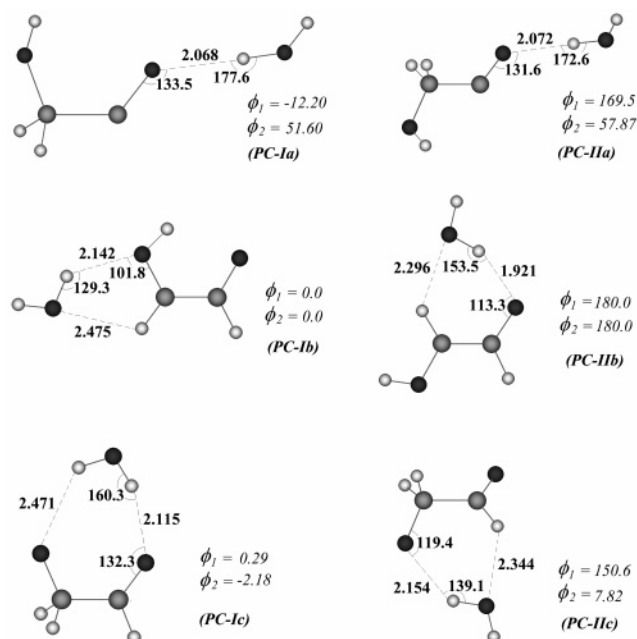 2.068
133.5
177.6
ϕ₁ = -12.20
ϕ₂ = 51.60
(PC-Ia)
2.072
131.6
172.6
ϕ₁ = 169.5
ϕ₂ = 57.87
(PC-IIa)
2.142
101.8
129.3
2.475
ϕ₁ = 0.0
ϕ₂ = 0.0
(PC-Ib)
2.296
153.5
1.921
113.3
ϕ₁ = 180.0
ϕ₂ = 180.0
(PC-IIb)
2.471
160.3
2.115
132.3
ϕ₁ = 0.29
ϕ₂ = -2.18
(PC-Ic)
119.4
2.344
2.154
139.1
ϕ₁ = 150.6
ϕ₂ = 7.82
(PC-IIc)